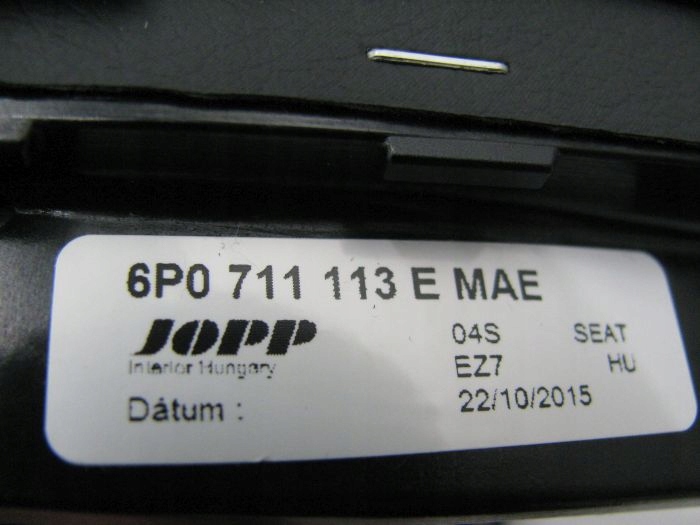 6P0 711 113 E MAE
JOPP 04S SEAT
Interior Hungary EZ7 HU
Dátum : 22/10/2015